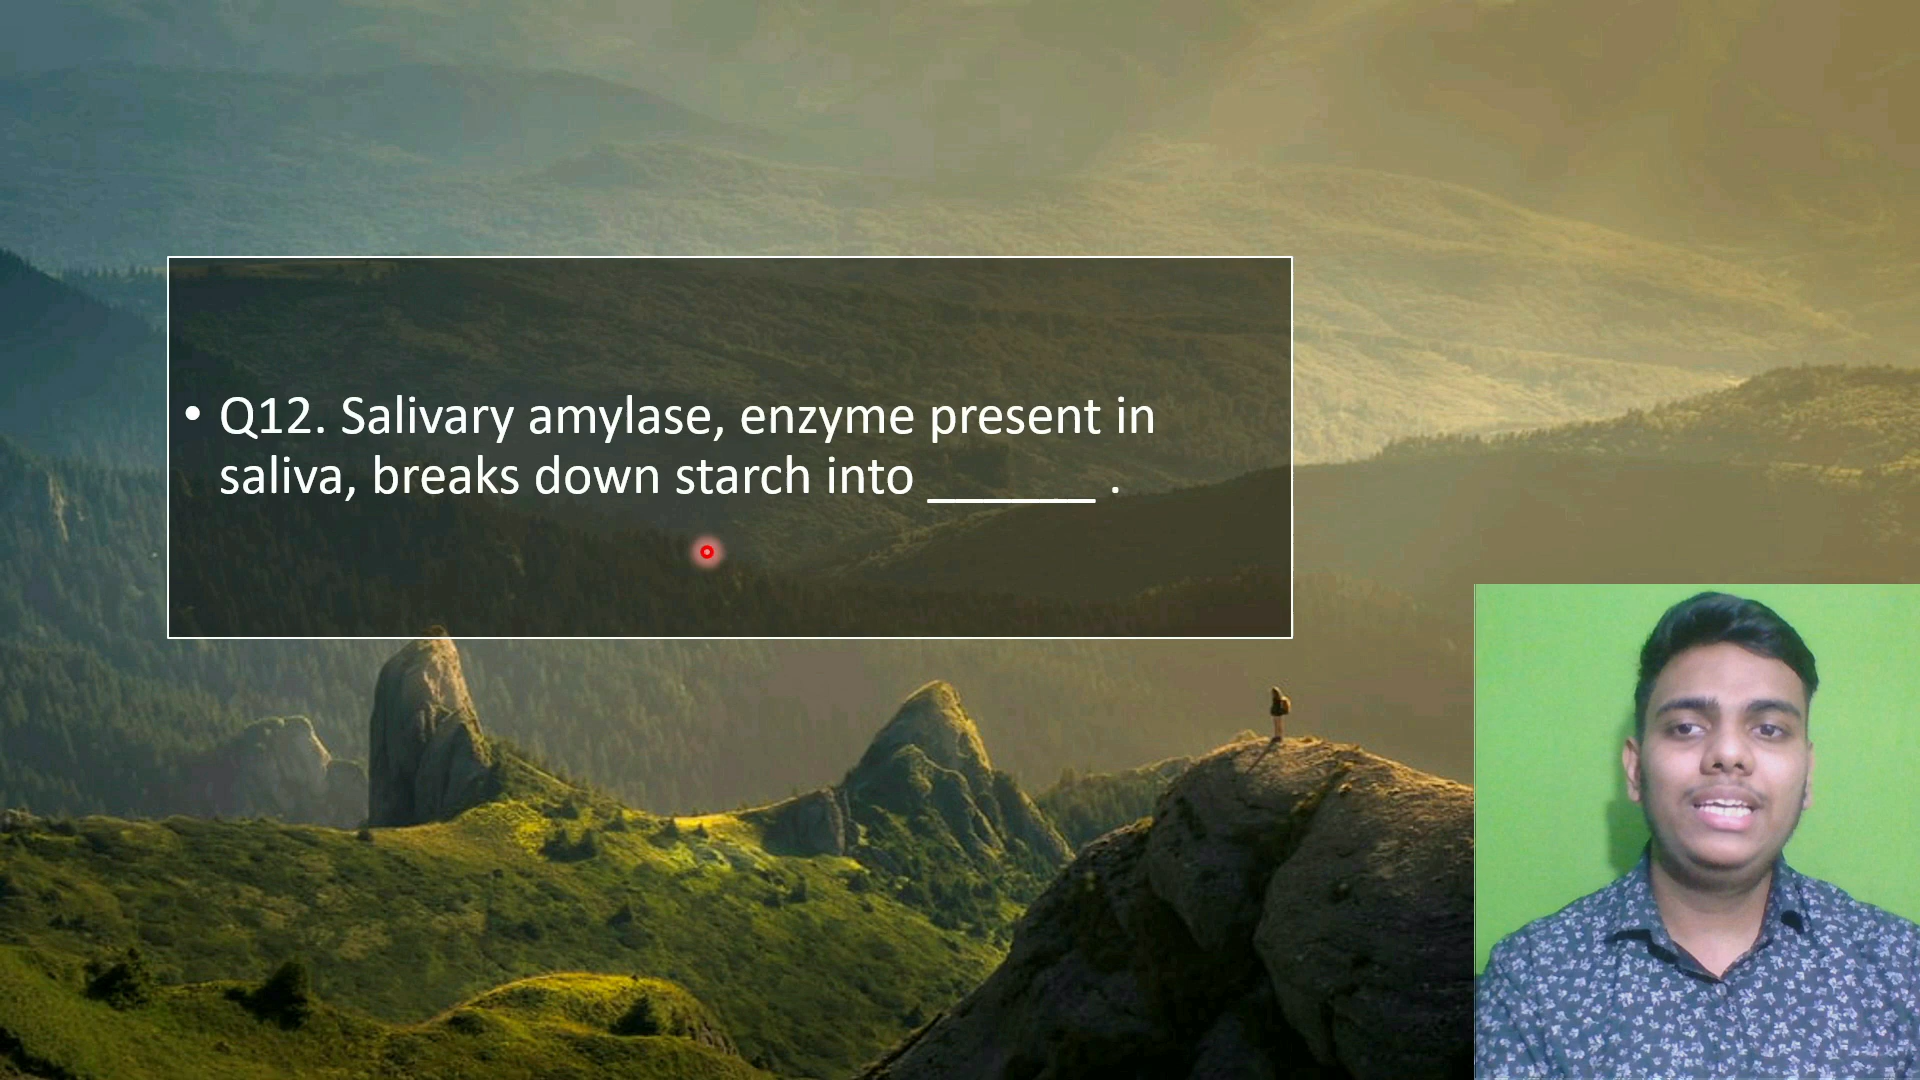 • Q12. Salivary amylase, enzyme present in
saliva, breaks down starch into _______ .